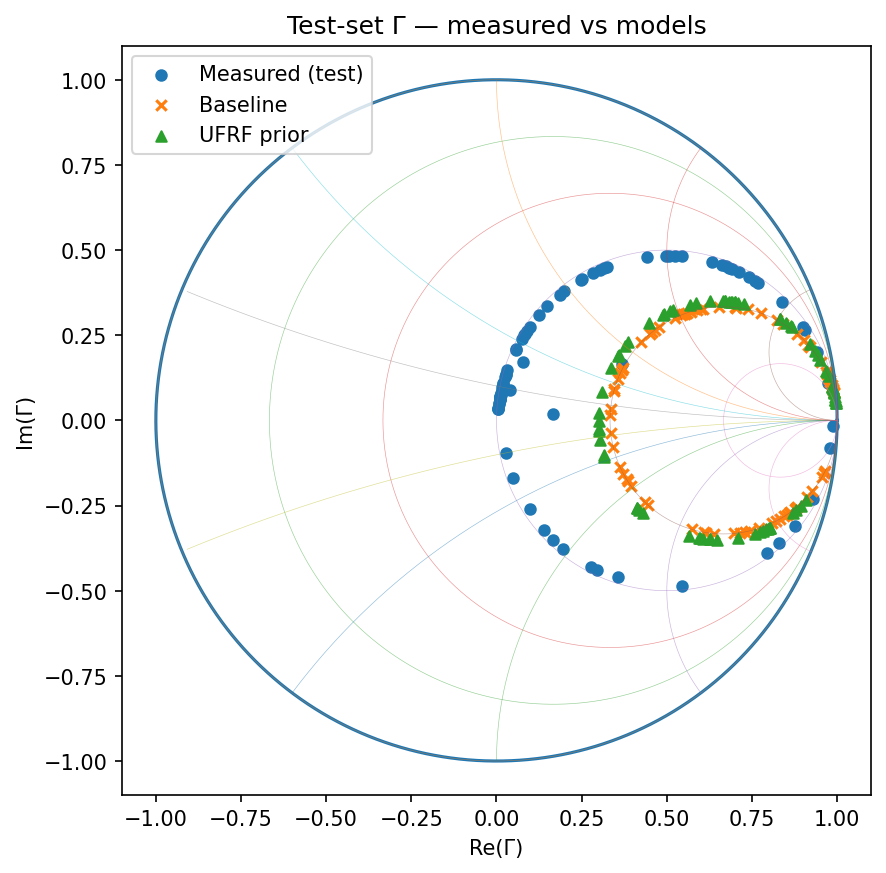 Test-set Γ — measured vs models
Measured (test)
Baseline
UFRF prior
1.00
0.75
0.50
0.25
0.00
−0.25
−0.50
−0.75
−1.00
Im(Γ)
−1.00 −0.75 −0.50 −0.25 0.00 0.25 0.50 0.75 1.00
Re(Γ)